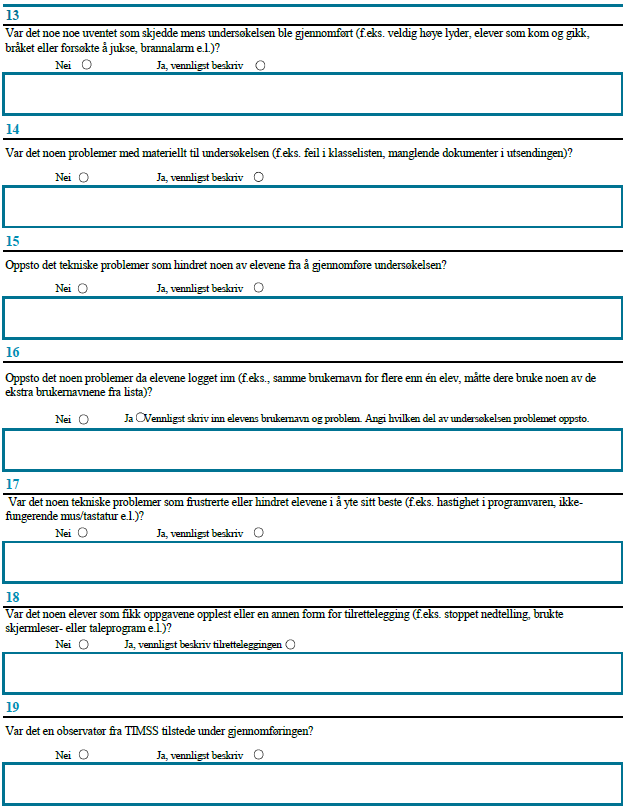 13
Var det noe noe uventet som skjedde mens undersøkelsen ble gjennomført (f.eks. veldig høye lyder, elever som kom og gikk,
bråket eller forsøkte å jukse, brannalarm e.l.)?
Nei Ja, vennligst beskriv
14
Var det noen problemer med materiellt til undersøkelsen (f.eks. feil i klasselisten, manglende dokumenter i utsendingen)?
Nei Ja, vennligst beskriv
15
Oppsto det tekniske problemer som hindret noen av elevene fra å gjennomføre undersøkelsen?
Nei Ja, vennligst beskriv
16
Oppsto det noen problemer da elevene logget inn (f.eks., samme brukernavn for flere enn én elev, måtte dere bruke noen av de
ekstra brukernavnene fra lista)?
Nei Ja Vennligst skriv inn elevens brukernavn og problem. Angi hvilken del av undersøkelsen problemet oppsto.
17
Var det noen tekniske problemer som frustrerte eller hindret elevene i å yte sitt beste (f.eks. hastighet i programvaren, ikke-
fungerende mus/tastatur e.l.)?
Nei Ja, vennligst beskriv
18
Var det noen elever som fikk oppgavene opplest eller en annen form for tilrettelegging (f.eks. stoppet nedtelling, brukte
skjermleser- eller taleprogram e.l.)?
Nei Ja, vennligst beskriv tilretteleggingen
19
Var det en observatør fra TIMSS tilstede under gjennomføringen?
Nei Ja, vennligst beskriv